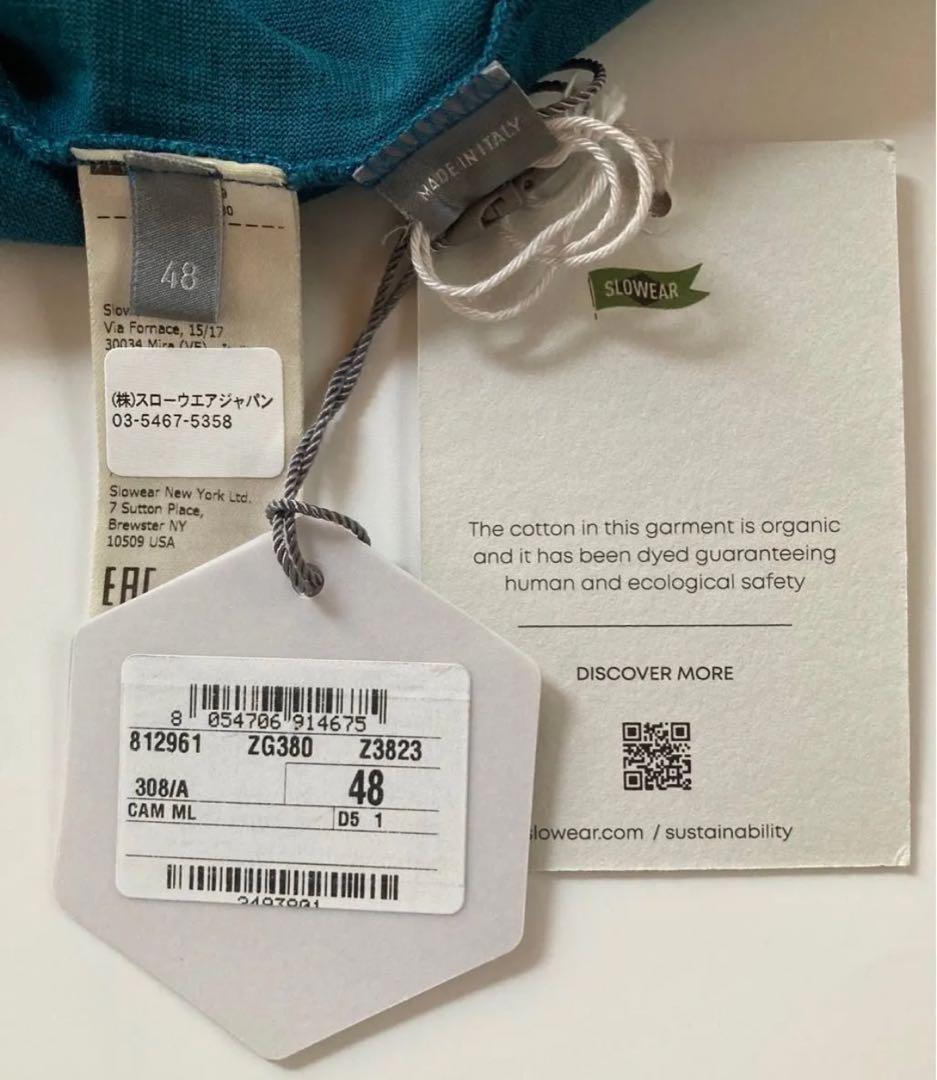 MADE IN ITALY
48
Via Fornace, 15/17
30034 Mira (VE)
(株)スローウエアジャパン
03-5467-5358
Slowear New York Ltd.
7 Sutton Place,
Brewster NY
10509 USA
EAC
SLOWEAR
The cotton in this garment is organic
and it has been dyed guaranteeing
human and ecological safety
DISCOVER MORE
slowear.com / sustainability
8 054706 914675
812961 ZG380 Z3823
308/A 48
CAM ML D5 1